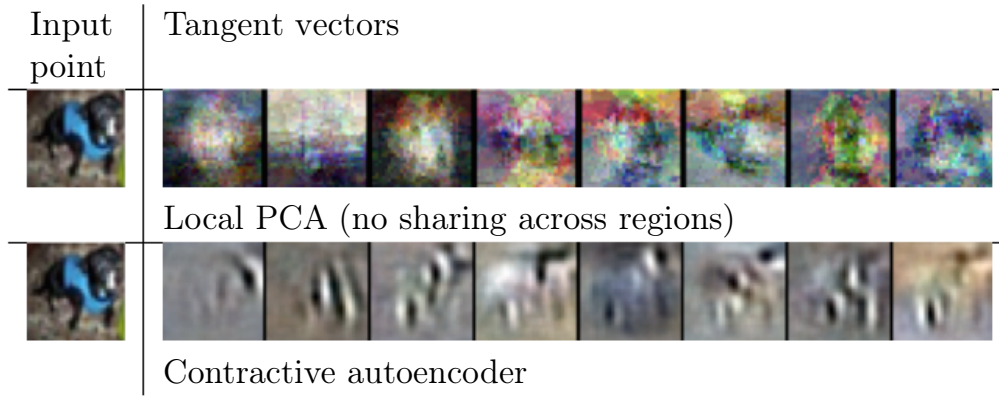 Input
point
Tangent vectors
Local PCA (no sharing across regions)
Contractive autoencoder